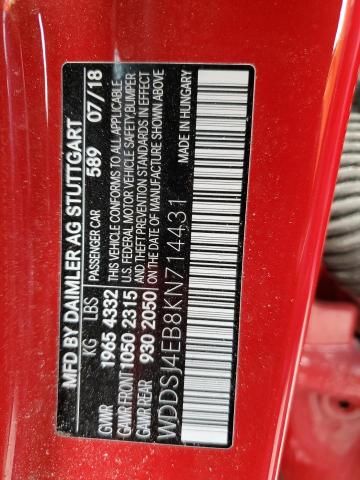 MFD BY DAIMLER AG STUTTGART
KG LBS PASSENGER CAR 589 07/18
GVWR 1965 4332 THIS VEHICLE CONFORMS TO ALL APPLICABLE
GAWR FRONT 1050 2315 U.S. FEDERAL MOTOR VEHICLE SAFETY, BUMPER
GAWR REAR 930 2050 AND THEFT PREVENTION STANDARDS IN EFFECT
ON THE DATE OF MANUFACTURE SHOWN ABOVE
WDDSJ4EB8KN714431 MADE IN HUNGARY